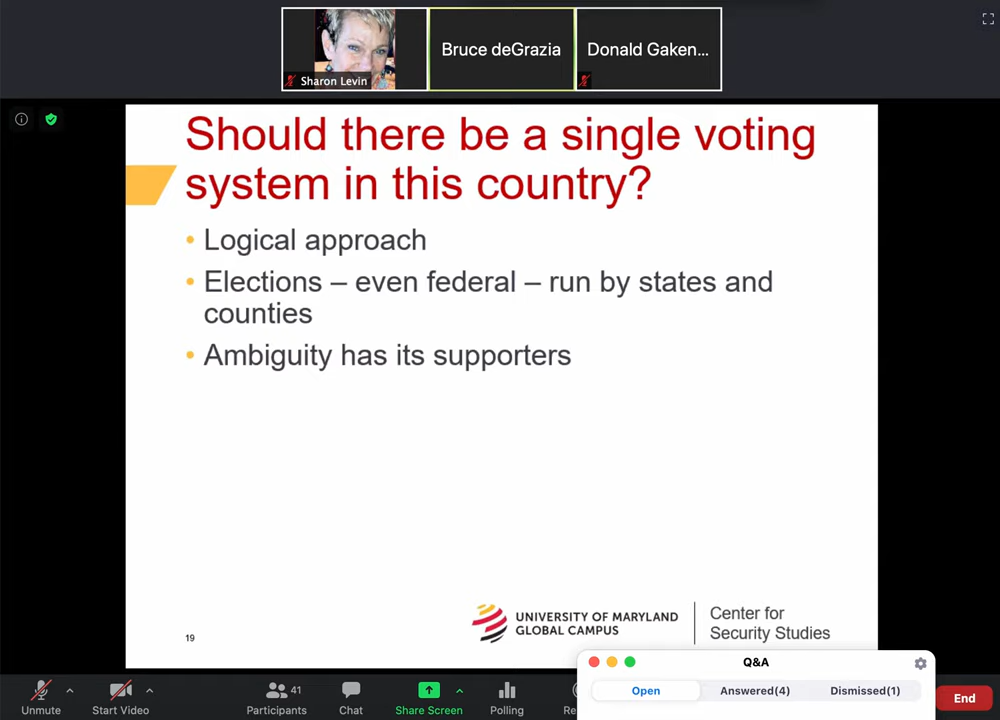 Sharon Levin
Bruce deGrazia
Donald Gaken...
Should there be a single voting
system in this country?
• Logical approach
• Elections – even federal – run by states and
counties
• Ambiguity has its supporters
19
UNIVERSITY OF MARYLAND
GLOBAL CAMPUS
Center for
Security Studies
Q&A
Open
Answered(4)
Dismissed(1)
Unmute
Start Video
41
Participants
Chat
Share Screen
Polling
Re
End